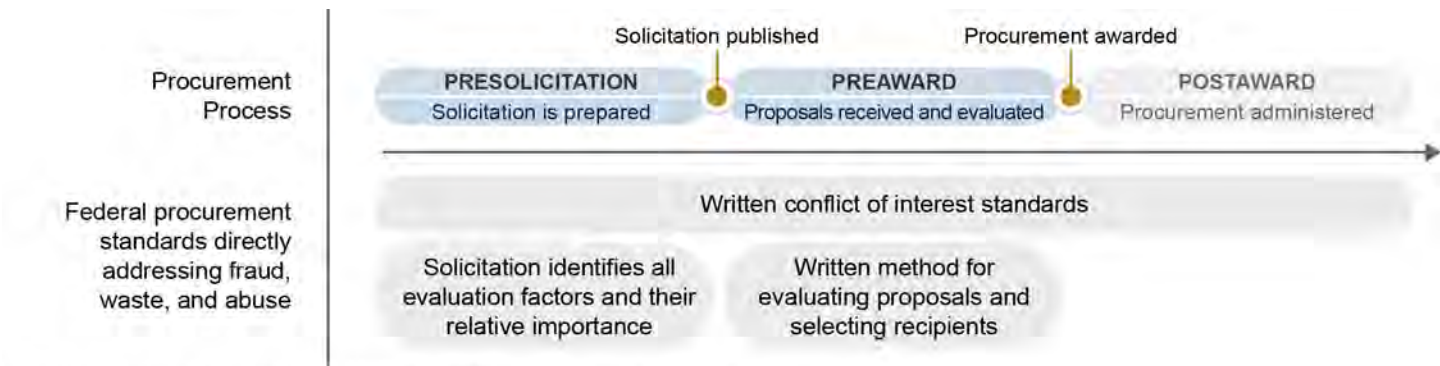 Solicitation published
Procurement awarded
Procurement
Process
PRESOLICITATION
Solicitation is prepared
PREAWARD
Proposals received and evaluated
POSTAWARD
Procurement administered
Federal procurement
standards directly
addressing fraud,
waste, and abuse
Written conflict of interest standards
Solicitation identifies all
evaluation factors and their
relative importance
Written method for
evaluating proposals and
selecting recipients